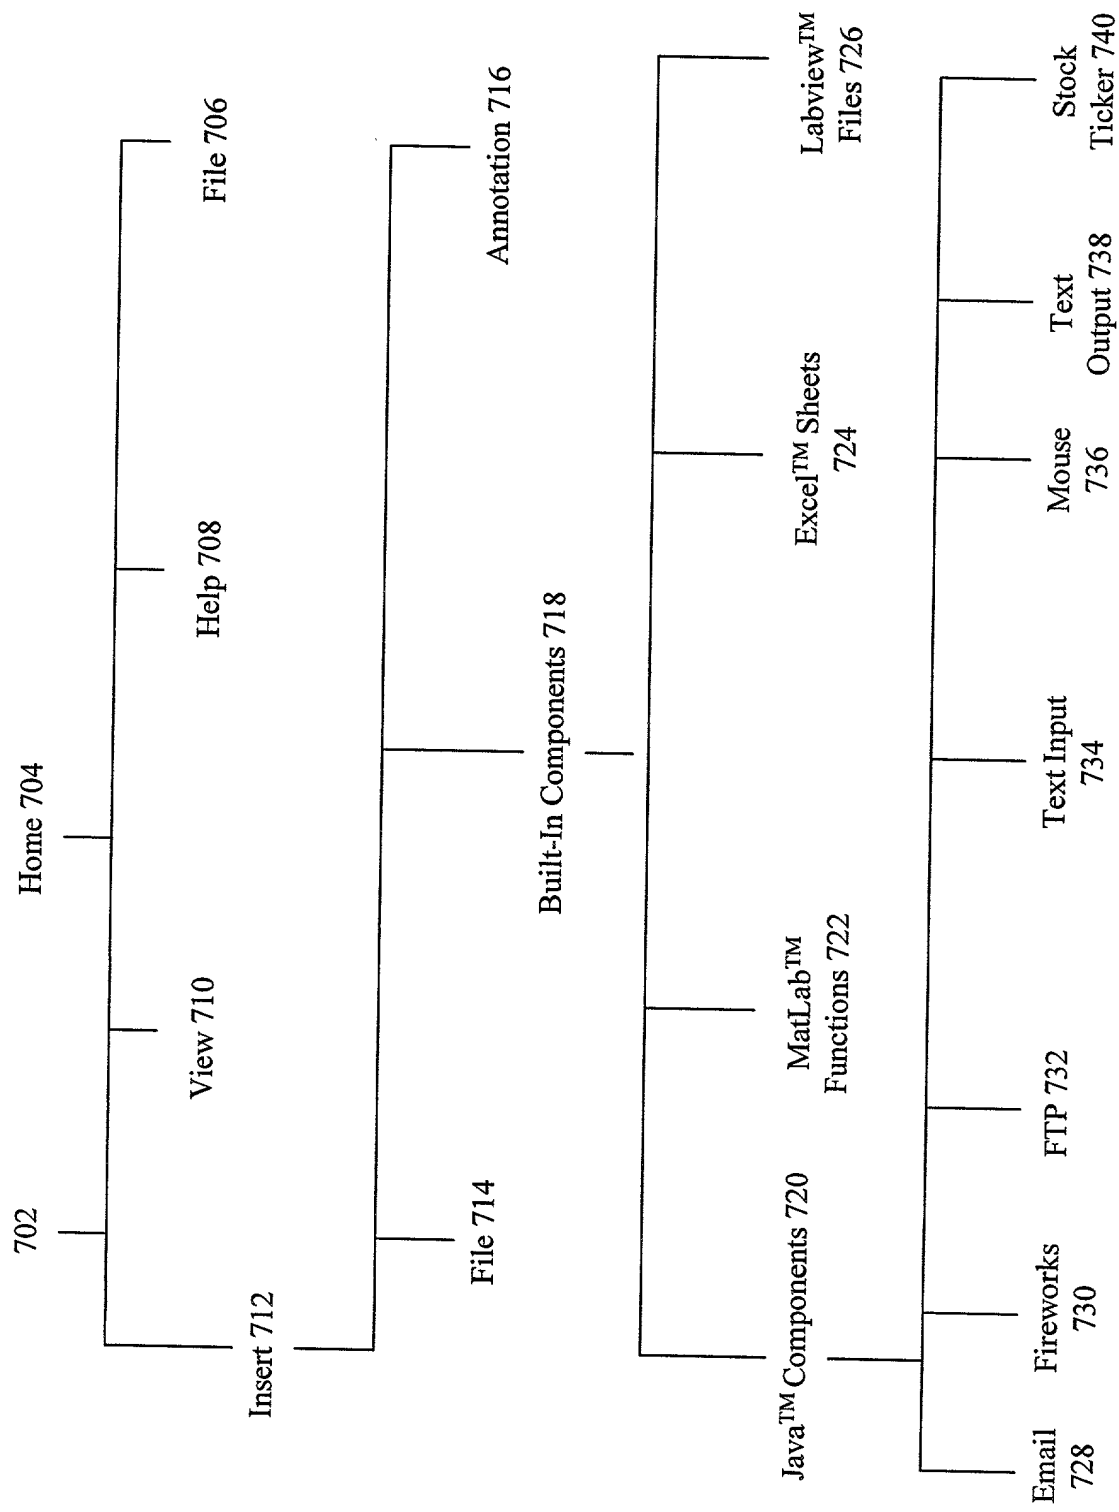 702
Home 704
Insert 712
View 710
Help 708
File 706
File 714
Built-In Components 718
Annotation 716
Java™ Components 720
MatLab™
Functions 722
Excel™ Sheets
724
Labview™
Files 726
Email
728
Fireworks
730
FTP 732
Text Input
734
Mouse
736
Text
Output 738
Stock
Ticker 740